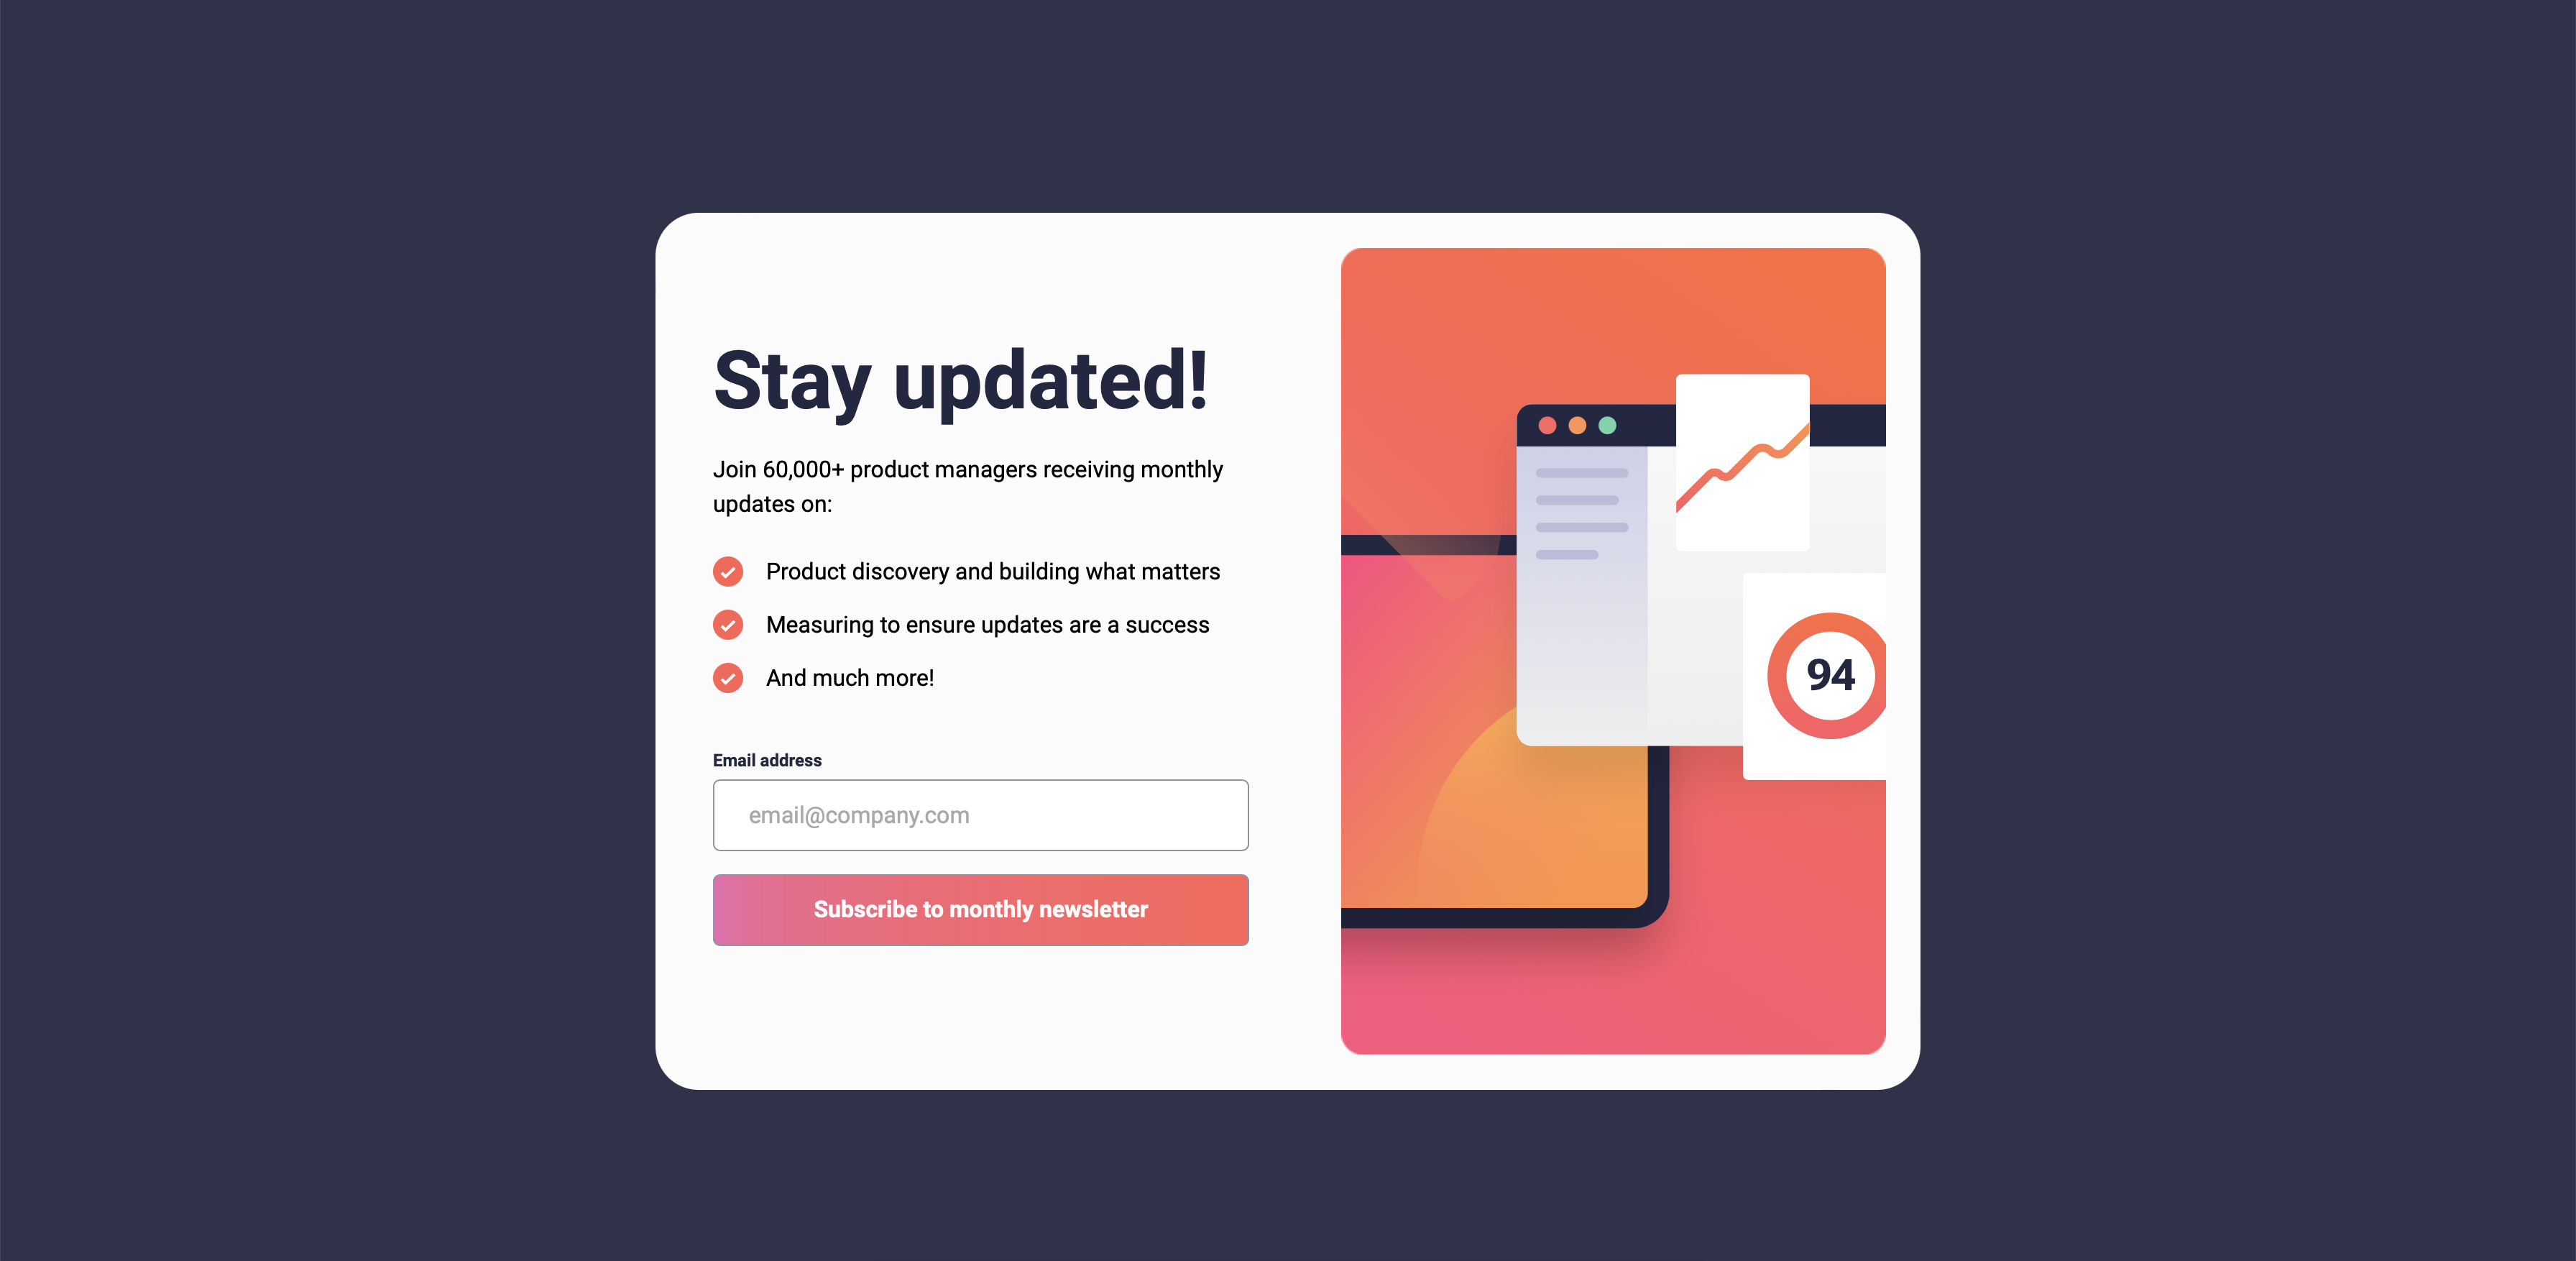 Stay updated!
Join 60,000+ product managers receiving monthly
updates on:
Product discovery and building what matters
Measuring to ensure updates are a success
And much more!
Email address
email@company.com
Subscribe to monthly newsletter
94